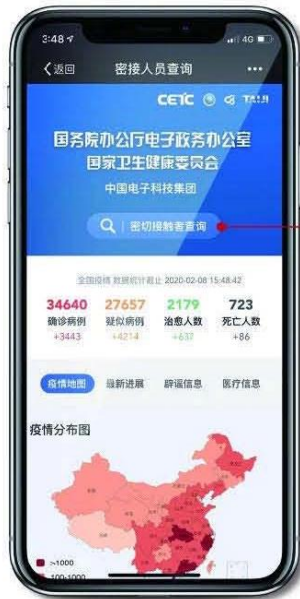 3:48
4G
返回
密接人员查询
CETC
TAIJI
国务院办公厅电子政务办公室
国家卫生健康委员会
中国电子科技集团
密切接触者查询
全国疫情 数据统计截止 2020-02-08 15:48:42
34640 27657 2179 723
确诊病例 疑似病例 治愈人数 死亡人数
+3443 +4214 +637 +86
疫情地图 最新进展 辟谣信息 医疗信息
疫情分布图
>1000
100-1000